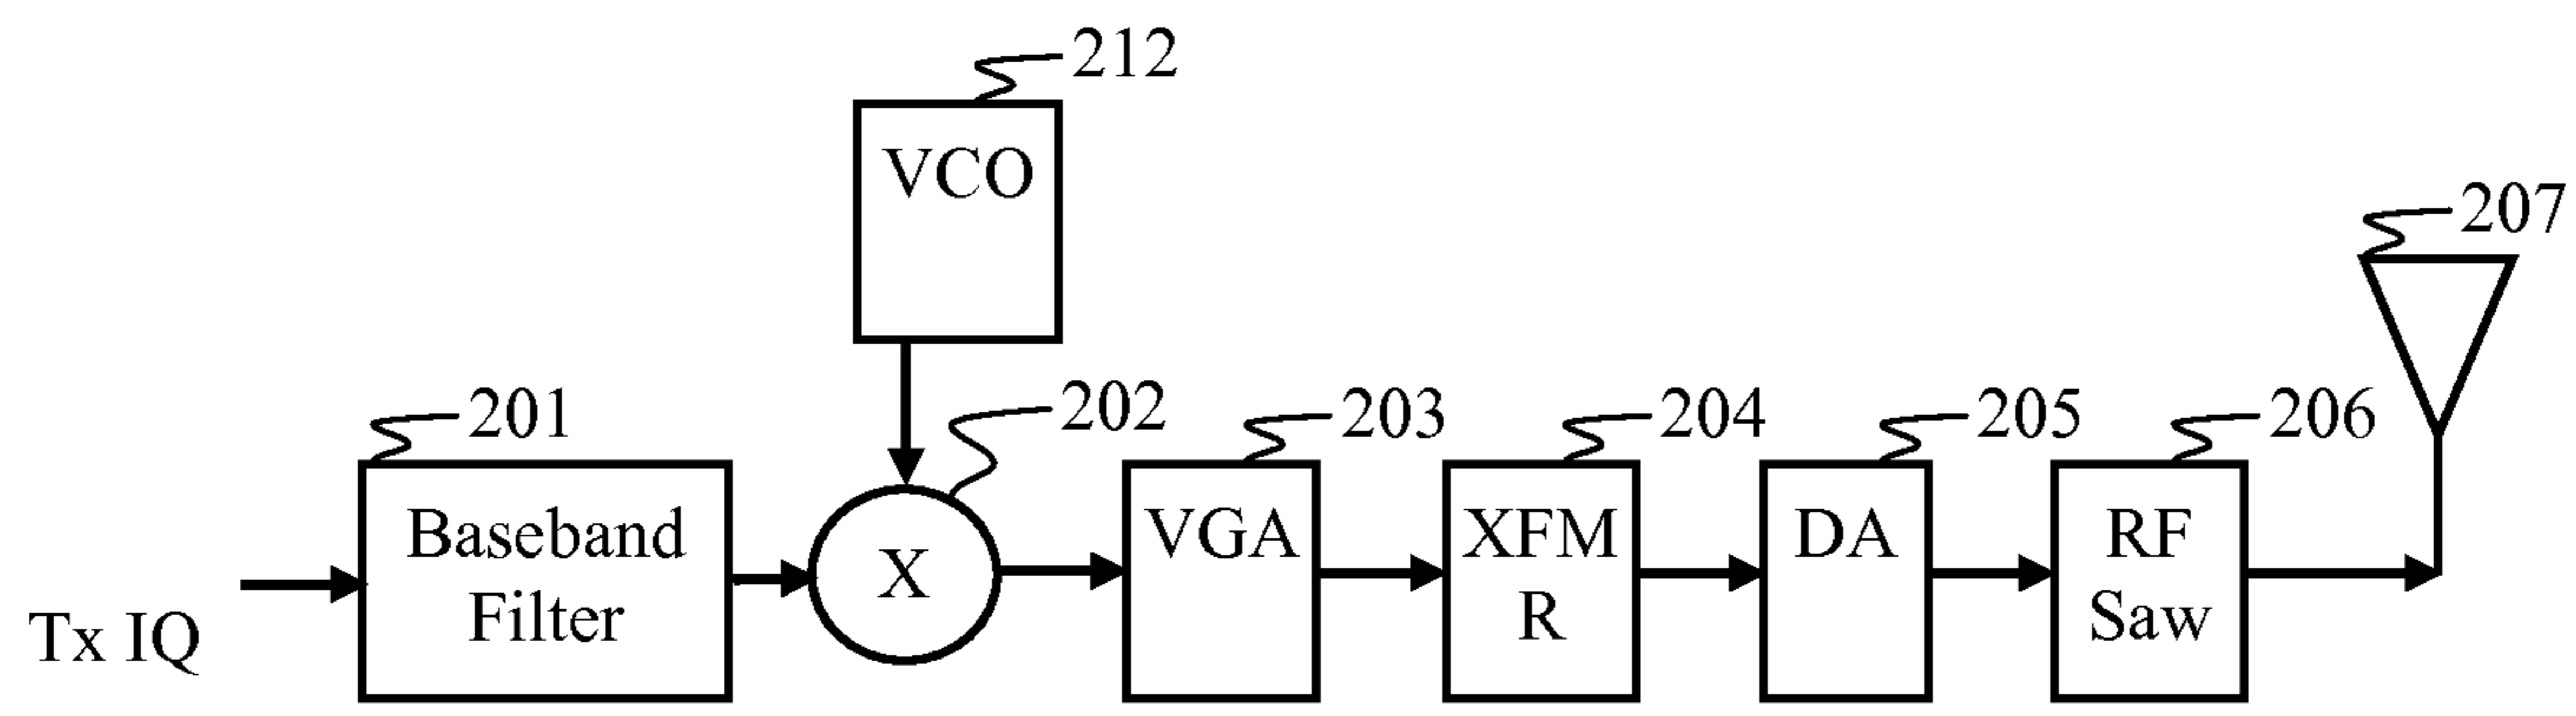 212
VCO
207
201
202
203
204
205
206
Baseband
Filter
X
VGA
XFM
R
DA
RF
Saw
Tx IQ